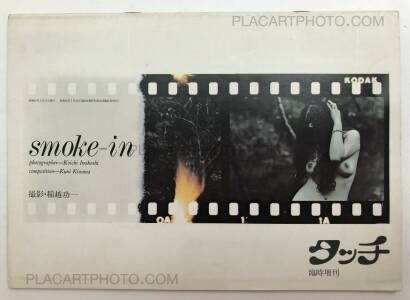 PLACARTPHOTO.COM
KODAK
smoke-in
photographer—Koichi Inakoshi
composition—Kuni Kizawa
撮影・稲越功一
OA
1
1A
タッチ
臨時増刊
PLACARTPHOTO.COM